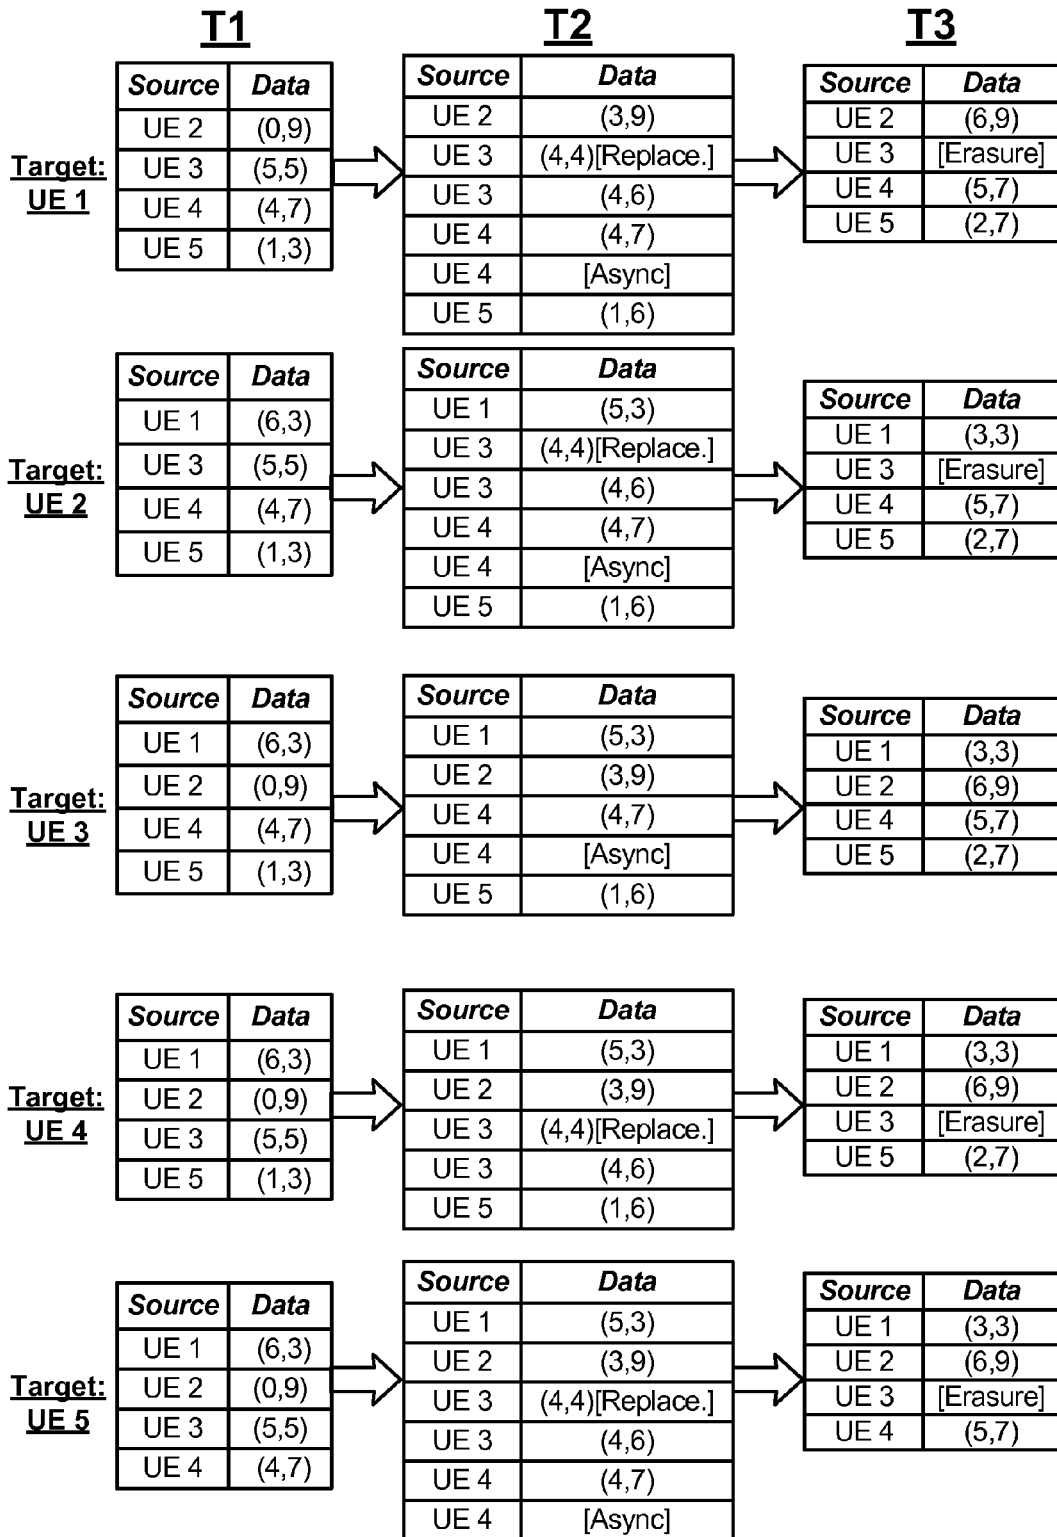 T1 T2 T3
Target: UE 1
Source Data
UE 2 (0,9)
UE 3 (5,5)
UE 4 (4,7)
UE 5 (1,3)
Source Data
UE 2 (3,9)
UE 3 (4,4)[Replace.]
UE 3 (4,6)
UE 4 (4,7)
UE 4 [Async]
UE 5 (1,6)
Source Data
UE 2 (6,9)
UE 3 [Erasure]
UE 4 (5,7)
UE 5 (2,7)
Target: UE 2
Source Data
UE 1 (6,3)
UE 3 (5,5)
UE 4 (4,7)
UE 5 (1,3)
Source Data
UE 1 (5,3)
UE 3 (4,4)[Replace.]
UE 3 (4,6)
UE 4 (4,7)
UE 4 [Async]
UE 5 (1,6)
Source Data
UE 1 (3,3)
UE 3 [Erasure]
UE 4 (5,7)
UE 5 (2,7)
Target: UE 3
Source Data
UE 1 (6,3)
UE 2 (0,9)
UE 4 (4,7)
UE 5 (1,3)
Source Data
UE 1 (5,3)
UE 2 (3,9)
UE 4 (4,7)
UE 4 [Async]
UE 5 (1,6)
Source Data
UE 1 (3,3)
UE 2 (6,9)
UE 4 (5,7)
UE 5 (2,7)
Target: UE 4
Source Data
UE 1 (6,3)
UE 2 (0,9)
UE 3 (5,5)
UE 5 (1,3)
Source Data
UE 1 (5,3)
UE 2 (3,9)
UE 3 (4,4)[Replace.]
UE 3 (4,6)
UE 5 (1,6)
Source Data
UE 1 (3,3)
UE 2 (6,9)
UE 3 [Erasure]
UE 5 (2,7)
Target: UE 5
Source Data
UE 1 (6,3)
UE 2 (0,9)
UE 3 (5,5)
UE 4 (4,7)
Source Data
UE 1 (5,3)
UE 2 (3,9)
UE 3 (4,4)[Replace.]
UE 3 (4,6)
UE 4 (4,7)
UE 4 [Async]
Source Data
UE 1 (3,3)
UE 2 (6,9)
UE 3 [Erasure]
UE 4 (5,7)